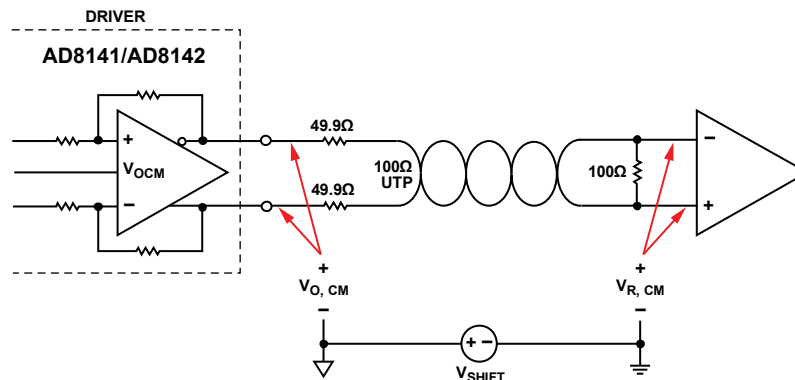 DRIVER
AD8141/AD8142
+
VOCM
−
49.9Ω
49.9Ω
100Ω
UTP
100Ω
−
+
+
VO, CM
−
+
VR, CM
−
+ −
VSHIFT